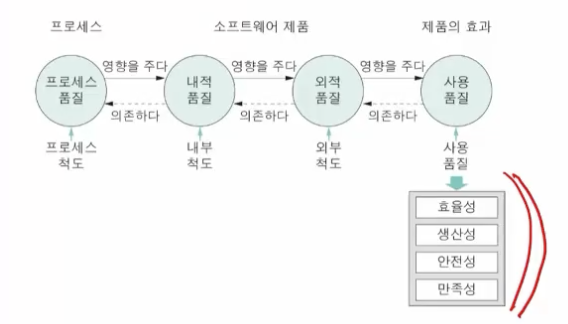 프로세스
소프트웨어 제품
제품의 효과
영향을 주다
영향을 주다
영향을 주다
프로세스
품질
내적
품질
외적
품질
사용
품질
의존하다
의존하다
의존하다
프로세스
척도
내부
척도
외부
척도
사용
품질
효율성
생산성
안전성
만족성